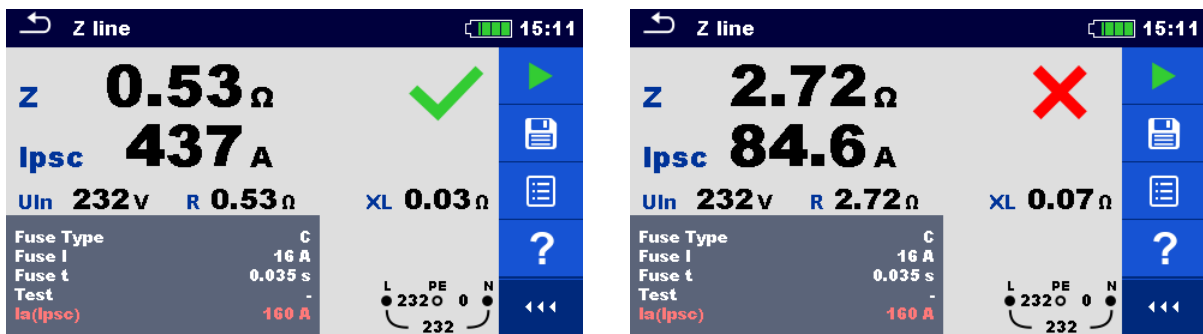 Z line 15:11
Z 0.53 Ω
Ipsc 437 A
Uln 232 V R 0.53 Ω XL 0.03 Ω
Fuse Type C
Fuse I 16 A
Fuse t 0.035 s
Test -
Ia(Ipsc) 160 A
?
L PE N
232 0
232
Z line 15:11
Z 2.72 Ω
Ipsc 84.6 A
Uln 232 V R 2.72 Ω XL 0.07 Ω
Fuse Type C
Fuse I 16 A
Fuse t 0.035 s
Test -
Ia(Ipsc) 160 A
?
L PE N
232 0
232